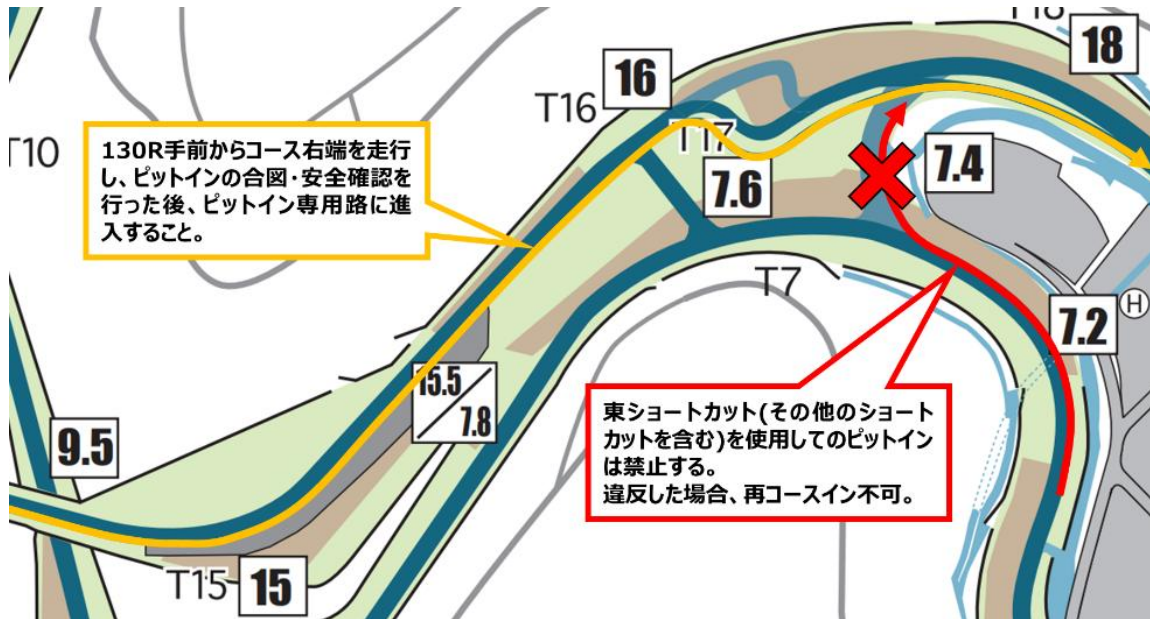 T18
18
16
T16
T17
T10
130R手前からコース右端を走行
し、ピットインの合図・安全確認を
行った後、ピットイン専用路に進
入すること。
7.6
7.4
T7
7.2
H
15.5
7.8
9.5
東ショートカット(その他のショート
カットを含む)を使用してのピットイン
は禁止する。
違反した場合、再コースイン不可。
T15
15